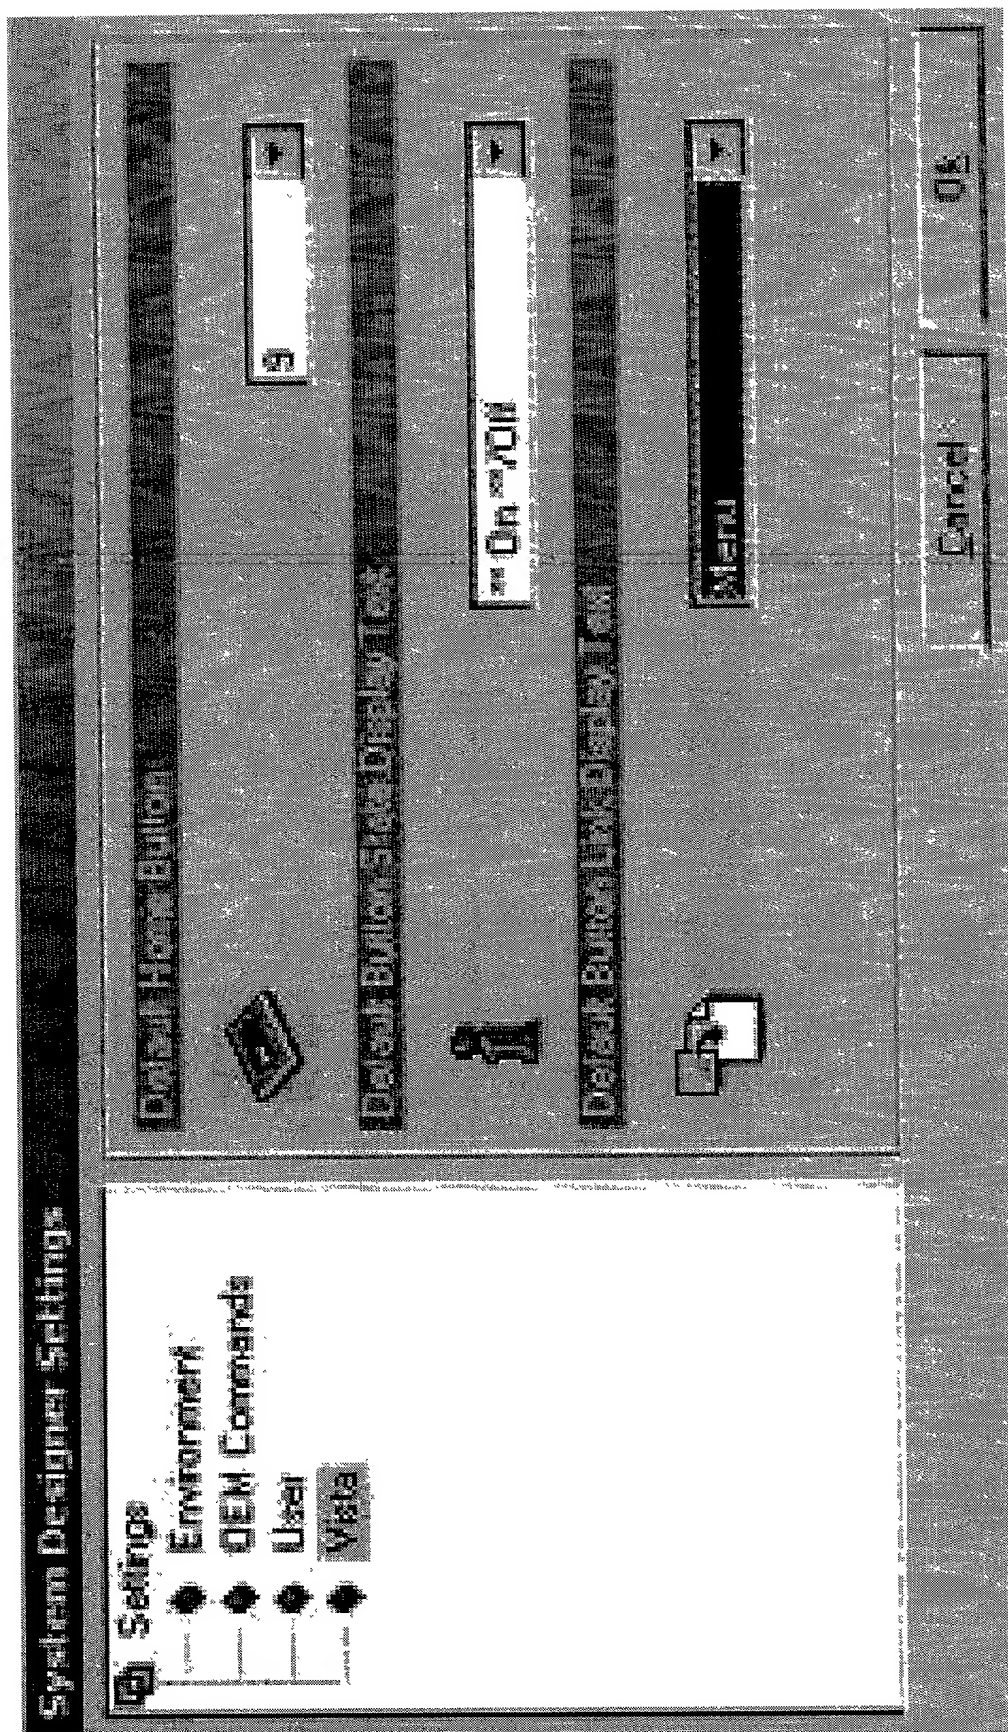 System Designer Settings
Settings
Environment
OEM Commands
User
Vista
Default Home Button
6
Default Button State Display Text
== On ==/Off
Default Button Link Display Text
Menu
Cancel
OK